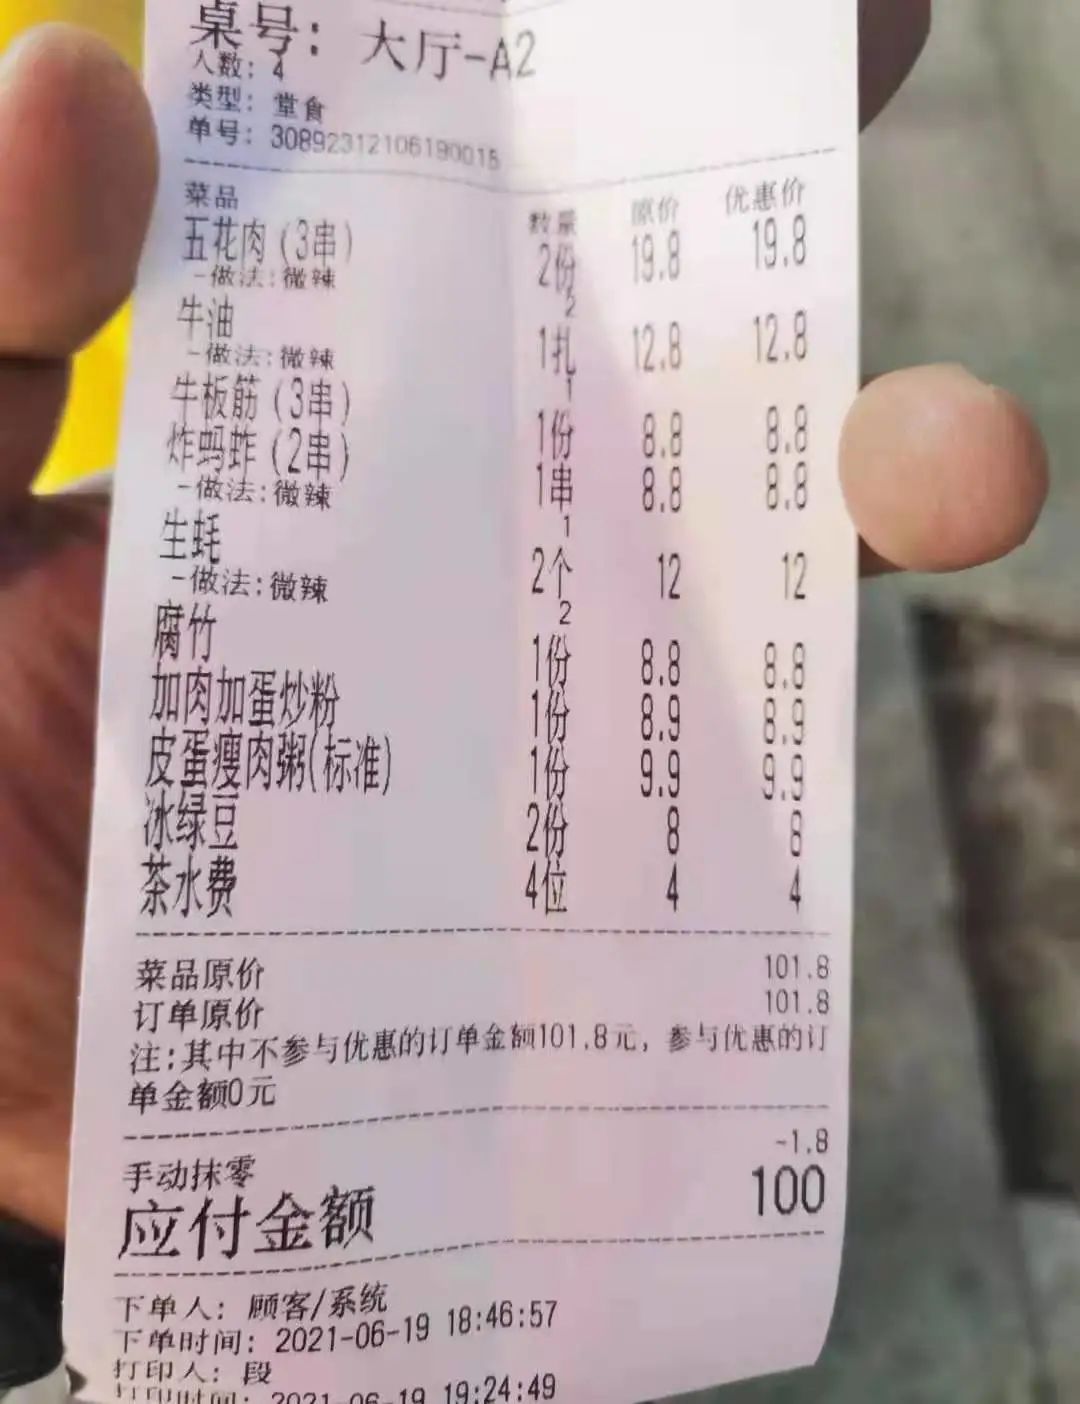 桌号: 大厅-A2
人数: 4
类型: 堂食
单号: 30892312106190015
菜品 数量 原价 优惠价
五花肉(3串) 2份 19.8 19.8
-做法:微辣 2
牛油 1扎 12.8 12.8
-做法:微辣 1
牛板筋(3串) 1份 8.8 8.8
炸蚂蚱(2串) 1串 8.8 8.8
-做法:微辣 1
生蚝 2个 12 12
-做法:微辣 2
腐竹 1份 8.8 8.8
加肉加蛋炒粉 1份 8.9 8.9
皮蛋瘦肉粥(标准) 1份 9.9 9.9
冰绿豆 2份 8 8
茶水费 4位 4 4
菜品原价 101.8
订单原价 101.8
注:其中不参与优惠的订单金额101.8元, 参与优惠的订
单金额0元
手动抹零 -1.8
应付金额 100
下单人: 顾客/系统
下单时间: 2021-06-19 18:46:57
打印人: 段
打印时间: 2021-06-19 19:24:49